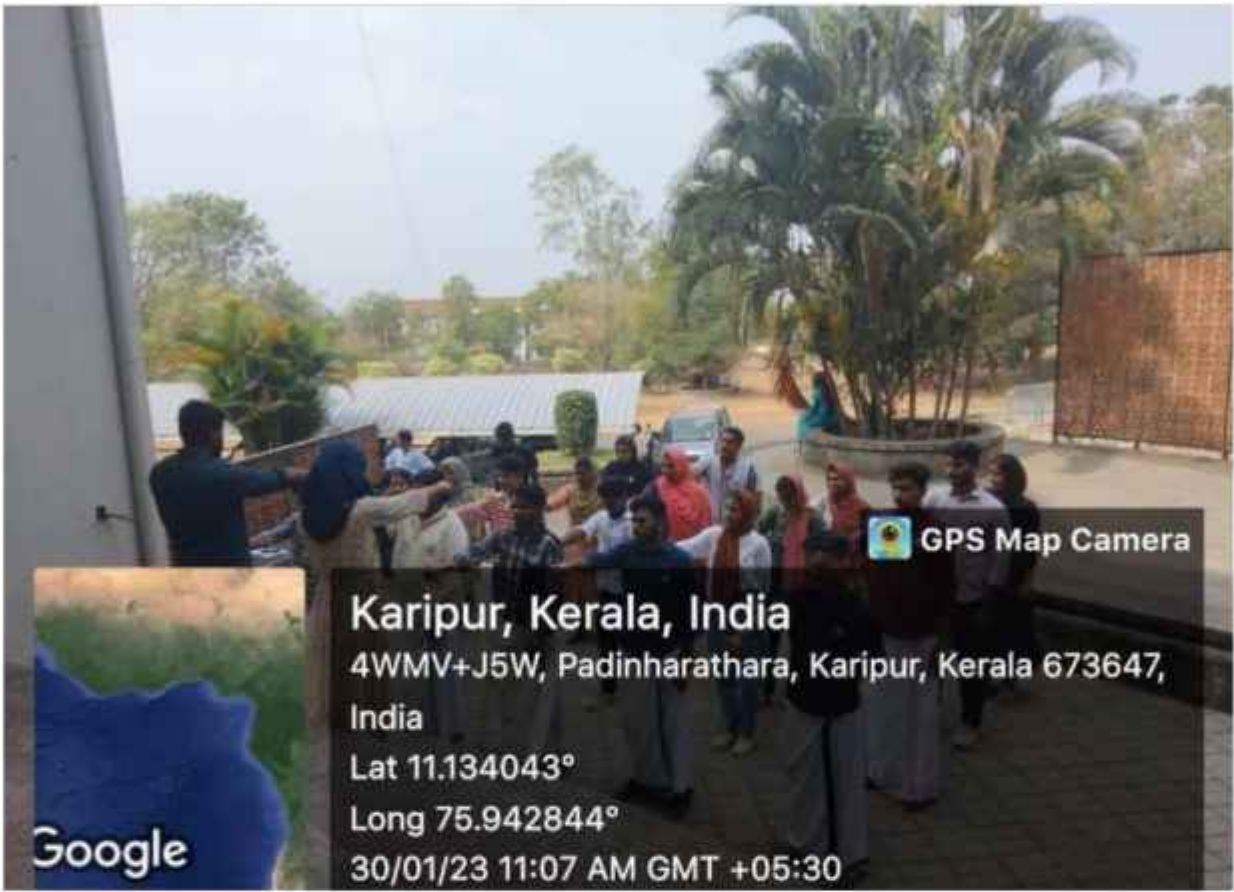 GPS Map Camera
Karipur, Kerala, India
4WMV+J5W, Padinharathara, Karipur, Kerala 673647,
India
Lat 11.134043°
Long 75.942844°
30/01/23 11:07 AM GMT +05:30
Google